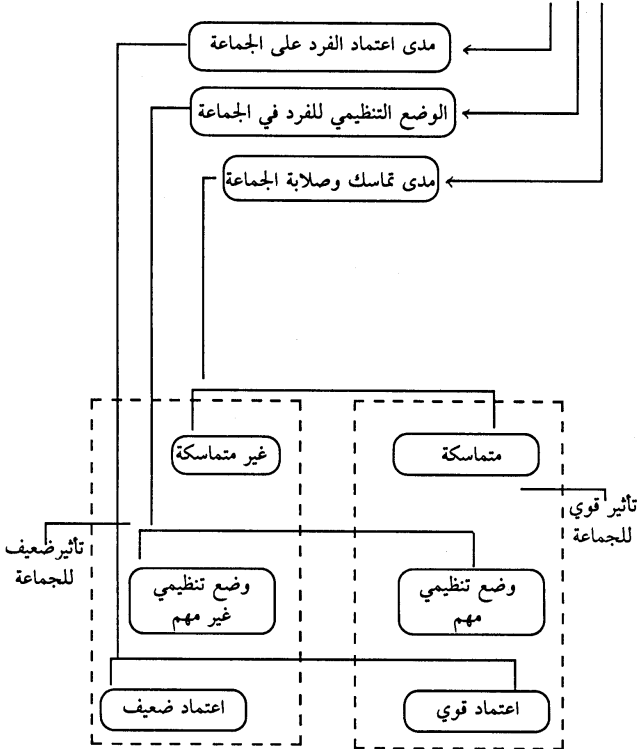 مدى اعتماد الفرد على الجماعة
الوضع التنظيمي للفرد في الجماعة
مدى تماسك وصلابة الجماعة
متماسكة
غير متماسكة
تأثير قوي
للجماعة
تأثير ضعيف
للجماعة
وضع تنظيمي
مهم
وضع تنظيمي
غير مهم
اعتماد قوي
اعتماد ضعيف